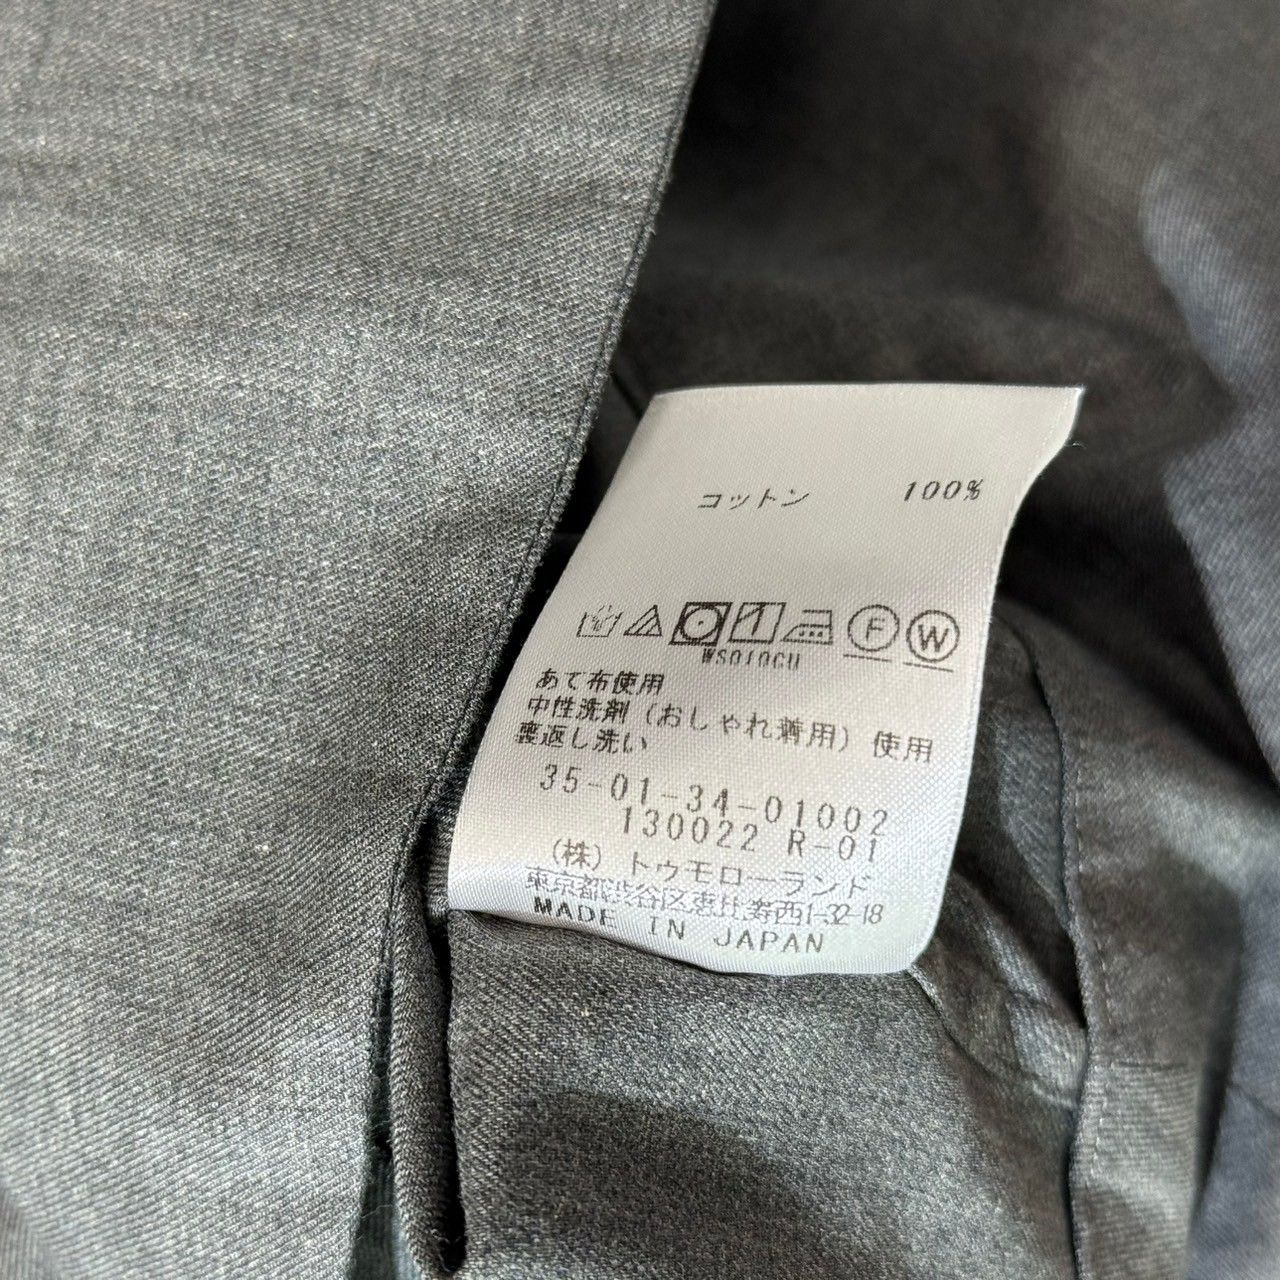 コットン 100%
F W
WS010CU
あて布使用
中性洗剤（おしゃれ着用）使用
裏返し洗い
35-01-34-01002
130022 R-01
（株）トゥモローランド
東京都渋谷区恵比寿西1-32-18
MADE IN JAPAN